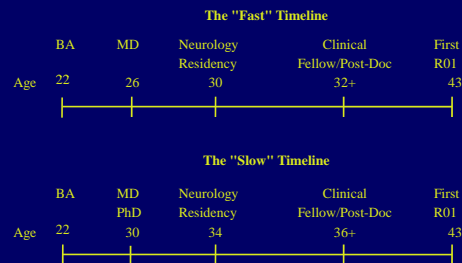 The "Fast" Timeline
BA MD Neurology Clinical First
Residency Fellow/Post-Doc R01
Age 22 26 30 32+ 43
The "Slow" Timeline
BA MD Neurology Clinical First
PhD Residency Fellow/Post-Doc R01
Age 22 30 34 36+ 43